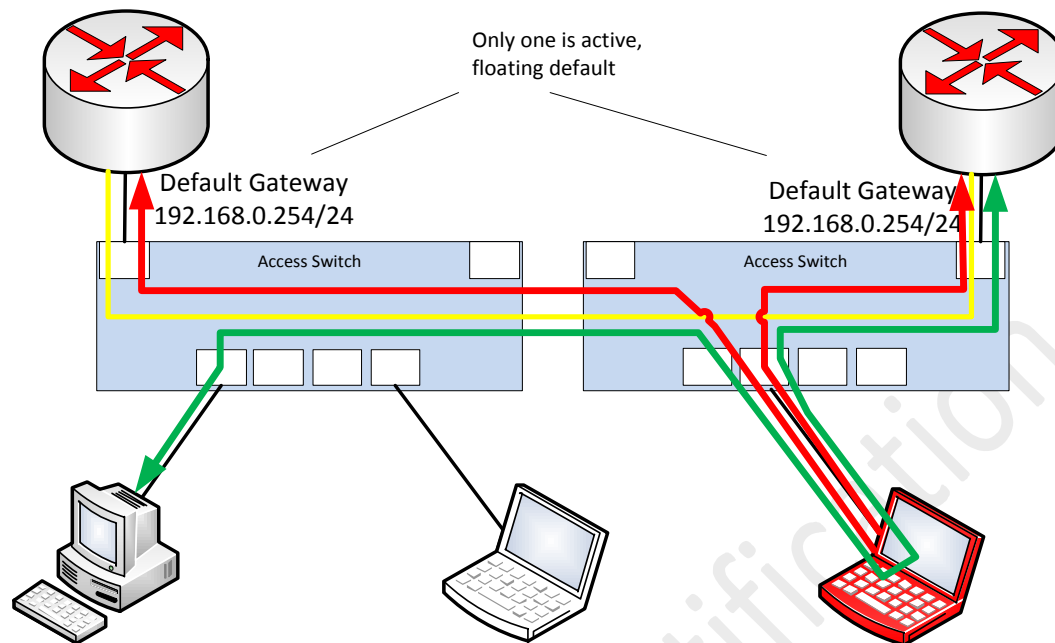 Only one is active,
floating default
Default Gateway
192.168.0.254/24
Default Gateway
192.168.0.254/24
Access Switch
Access Switch